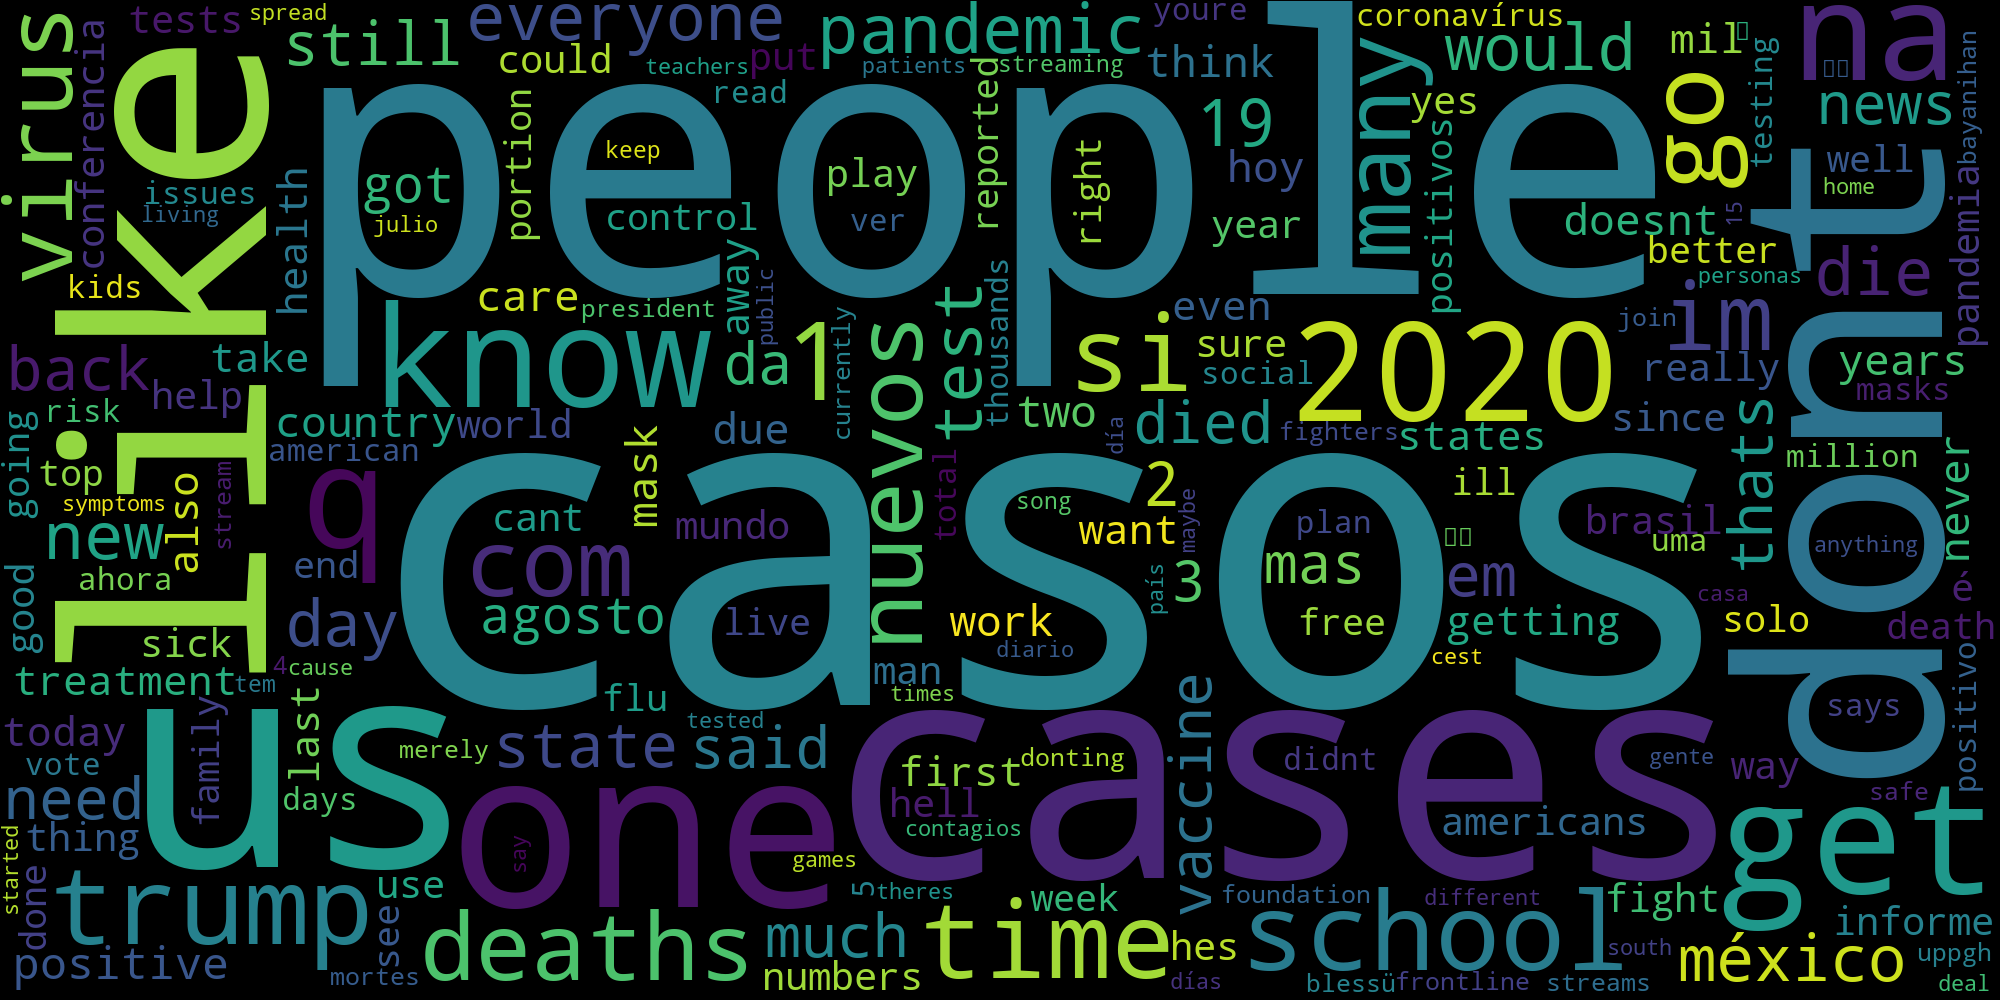 tests
spread
everyone
pandemic
youre
coronavírus
mil
na
virus
conferencia
like
still
could
teachers
put
patients
streaming
think
many
would
go
testing
news
abayanihan
people
read
portion
reported
19
yes
issues
living
health
got
julio
keep
control
play
ver
right
hoy
year
positivos
doesnt
better
personas
15
well
home
kids
care
president
away
public
die
pandemia
back
take
know
da
1
currently
nuevos
test
thousands
si
even
sure
social
2020
join
im
really
years
masks
dont
risk
help
country
world
american
due
two
día
died
fighters
states
since
million
going
top
symptoms
also
stream
q
casos
mask
total
song
2
ill
thats
never
new
cant
com
mundo
want
maybe
plan
brasil
uma
anything
ahora
end
good
sick
day
agosto
live
work
país
3
mas
free
em
getting
casa
solo
é
death
treatment
tem
4
cause
man
diario
times
cest
positivo
today
vote
family
last
us
flu
merely
tested
state
said
cases
first
donting
vaccine
didnt
gente
way
says
safe
need
thing
days
one
hell
contagios
americans
get
started
done
trump
use
see
say
games
5
theres
week
foundation
different
fight
informe
positive
mortes
deaths
much
numbers
time
hes
días
school
blessü
frontline
streams
south
méxico
uppgh
deal